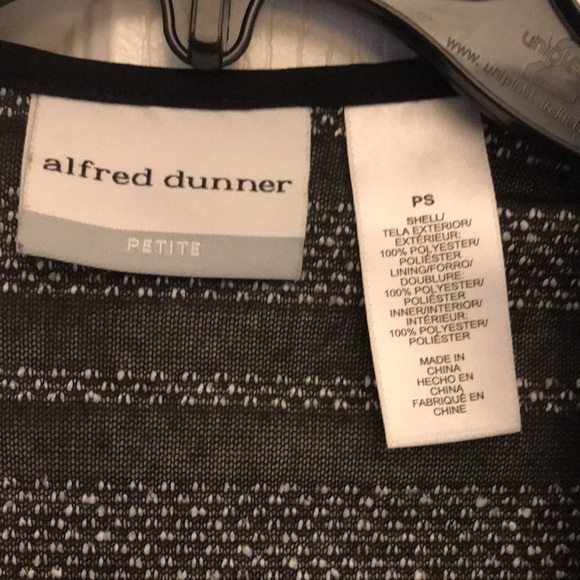 alfred dunner
PETITE
PS
SHELL/
TELA EXTERIOR/
EXTÉRIEUR:
100% POLYESTER/
POLIÉSTER
LINING/FORRO/
DOUBLURE:
100% POLYESTER/
POLIÉSTER
INNER/INTERIOR/
INTÉRIEUR:
100% POLYESTER/
POLIÉSTER
MADE IN
CHINA
HECHO EN
CHINA
FABRIQUÉ EN
CHINE